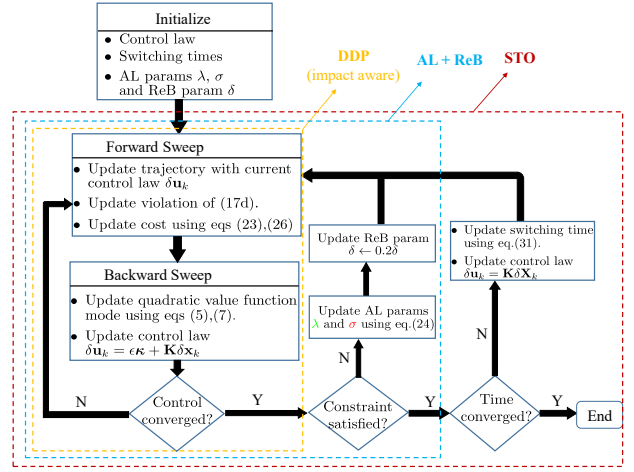 Initialize
• Control law
• Switching times
• AL params λ, σ
and ReB param δ
DDP
(impact aware)
AL + ReB
STO
Forward Sweep
• Update trajectory with current
control law δu_k
• Update violation of (17d).
• Update cost using eqs (23),(26)
Backward Sweep
• Update quadratic value function
mode using eqs (5),(7).
• Update control law
δu_k = ϵκ + Kδx_k
Control
converged?
N
Y
Update ReB param
δ ← 0.2δ
Update AL params
λ and σ using eq.(24)
N
Constraint
satisfied?
Y
• Update switching time
using eq.(31).
• Update control law
δu_k = KδX_k
N
Time
converged?
Y
End